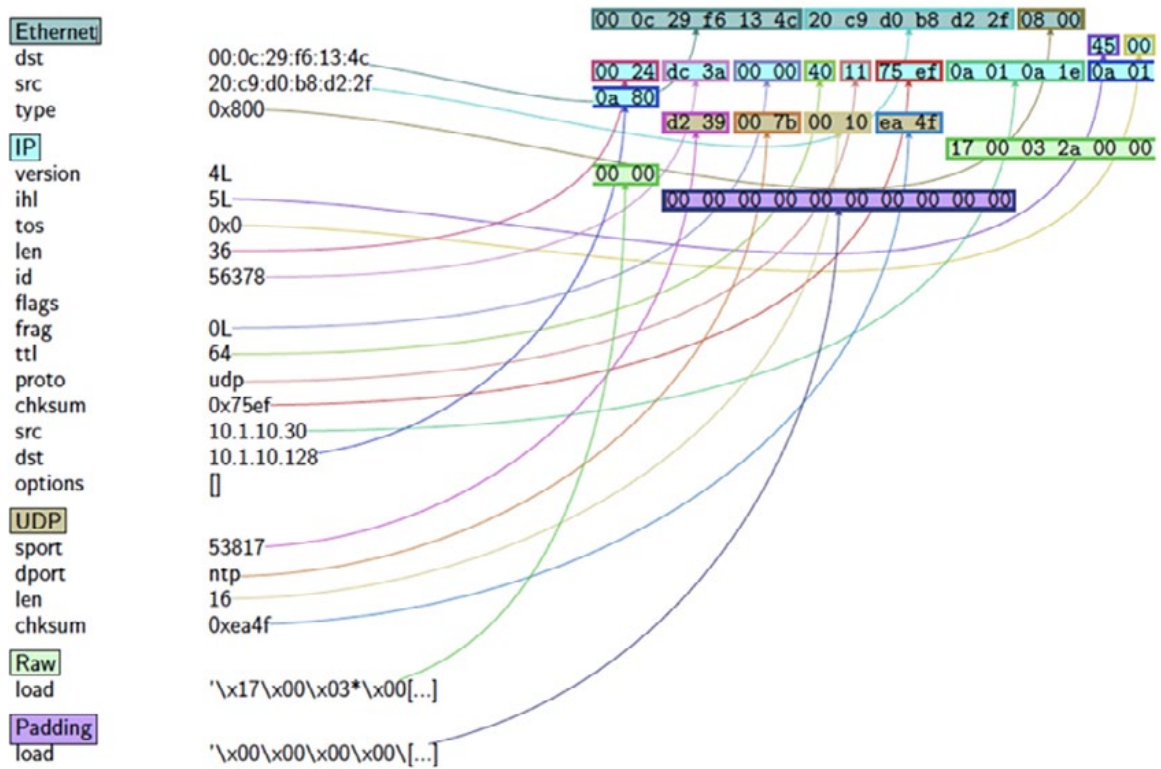 Ethernet
dst 00:0c:29:f6:13:4c
src 20:c9:d0:b8:d2:2f
type 0x800
IP
version 4L
ihl 5L
tos 0x0
len 36
id 56378
flags
frag 0L
ttl 64
proto udp
chksum 0x75ef
src 10.1.10.30
dst 10.1.10.128
options []
UDP
sport 53817
dport ntp
len 16
chksum 0xea4f
Raw
load '\x17\x00\x03*\x00[...]
Padding
load '\x00\x00\x00\x00\[...]
00 0c 29 f6 13 4c 20 c9 d0 b8 d2 2f 08 00
45 00
00 24 dc 3a 00 00 40 11 75 ef 0a 01 0a 1e 0a 01
0a 80
d2 39 00 7b 00 10 ea 4f
17 00 03 2a 00 00
00 00
00 00 00 00 00 00 00 00 00 00